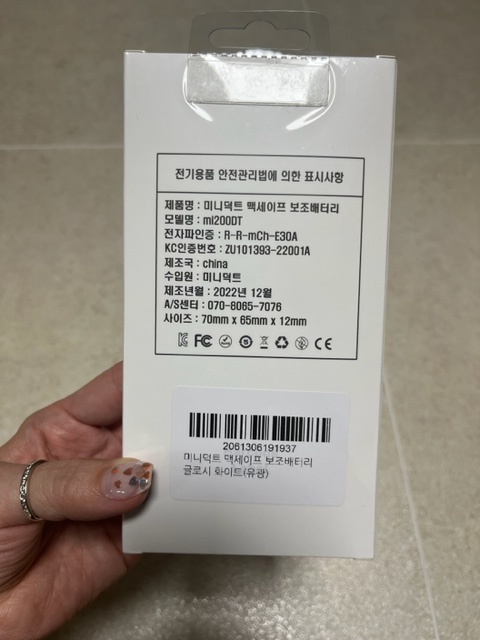 전기용품 안전관리법에 의한 표시사항
제품명 : 미니덕트 맥세이프 보조배터리
모델명 : ml200DT
전자파인증 : R-R-mCh-E30A
KC인증번호 : ZU101393-22001A
제조국 : china
수입원 : 미니덕트
제조년월 : 2022년 12월
A/S센터 : 070-8065-7076
사이즈 : 70mm x 65mm x 12mm
FC CE
2061306191937
미니덕트 맥세이프 보조배터리
글로시 화이트(유광)